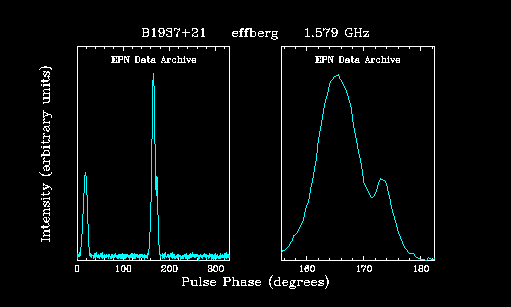 B1937+21 effberg 1.579 GHz
EPN Data Archive EPN Data Archive
Intensity (arbitrary units)
0 100 200 300 160 170 180
Pulse Phase (degrees)